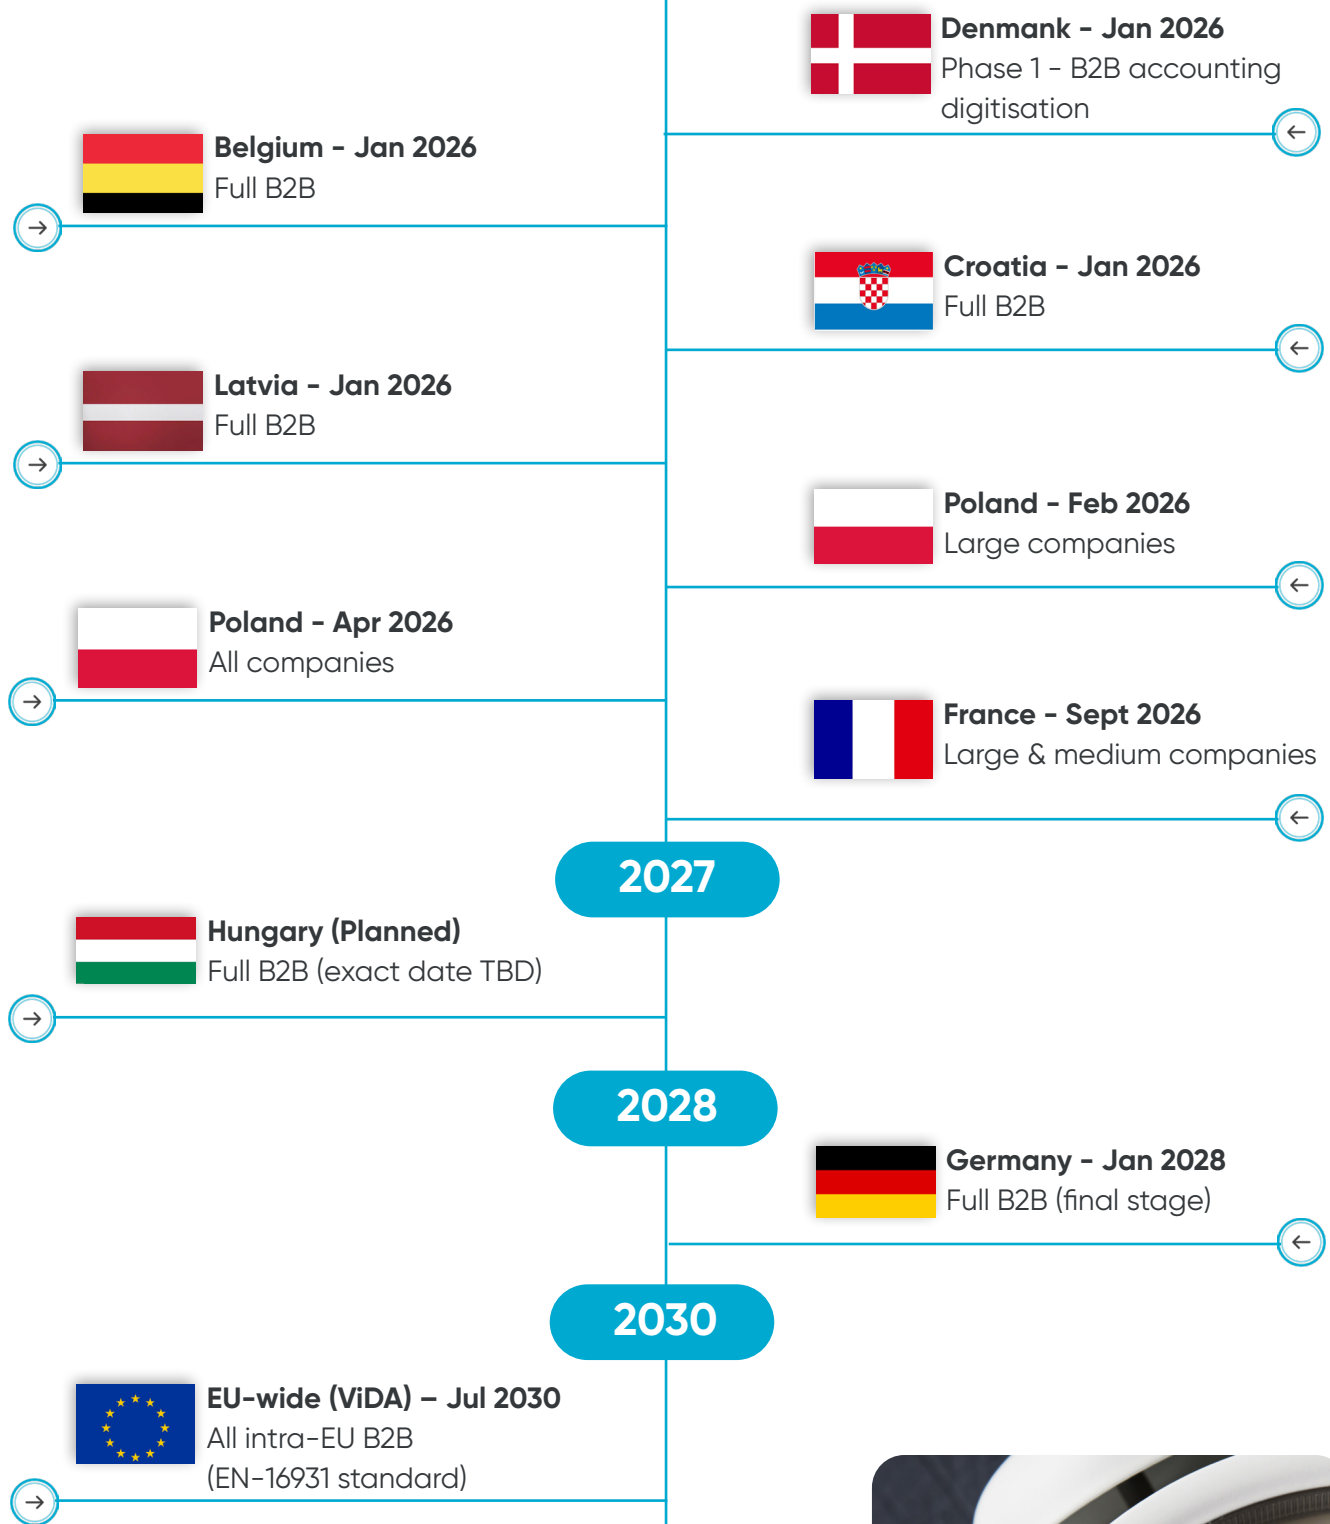 Denmank - Jan 2026
Phase 1 - B2B accounting
digitisation
Belgium - Jan 2026
Full B2B
Croatia - Jan 2026
Full B2B
Latvia - Jan 2026
Full B2B
Poland - Feb 2026
Large companies
Poland - Apr 2026
All companies
France - Sept 2026
Large & medium companies
2027
Hungary (Planned)
Full B2B (exact date TBD)
2028
Germany - Jan 2028
Full B2B (final stage)
2030
EU-wide (ViDA) – Jul 2030
All intra-EU B2B
(EN-16931 standard)